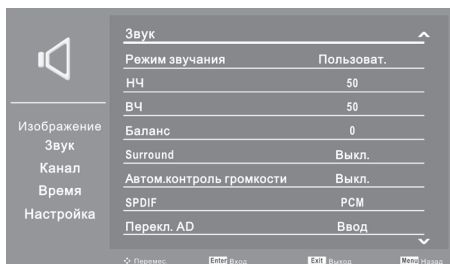 Изображение
Звук
Канал
Время
Настройка
Звук
Режим звучания Пользоват.
НЧ 50
ВЧ 50
Баланс 0
Surround Выкл.
Автом.контроль громкости Выкл.
SPDIF PCM
Перекл. AD Ввод
Перемес. Enter Вход Exit Выход Menu Назад